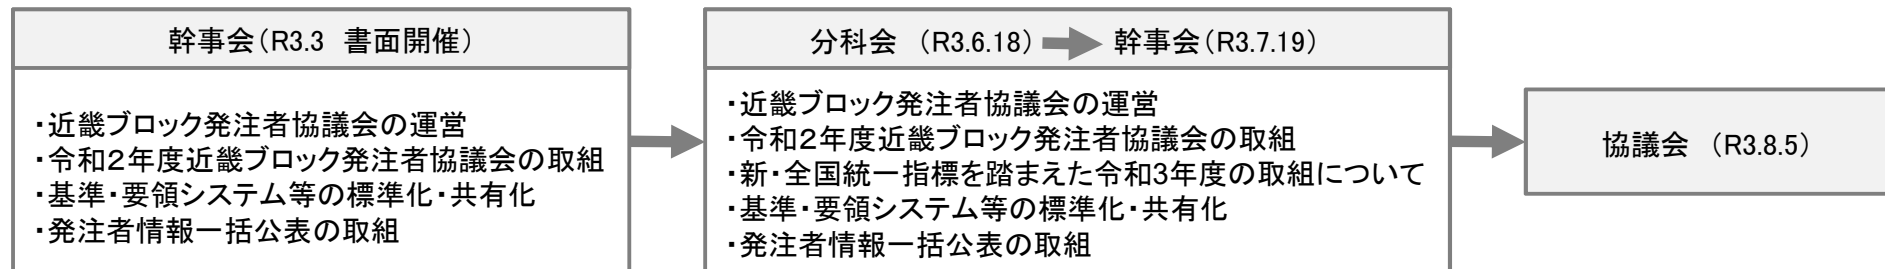 幹事会（R3.3　書面開催）
・近畿ブロック発注者協議会の運営
・令和２年度近畿ブロック発注者協議会の取組
・基準・要領システム等の標準化・共有化
・発注者情報一括公表の取組
分科会　（R3.6.18）　幹事会（R3.7.19）
・近畿ブロック発注者協議会の運営
・令和２年度近畿ブロック発注者協議会の取組
・新・全国統一指標を踏まえた令和3年度の取組について
・基準・要領システム等の標準化・共有化
・発注者情報一括公表の取組
協議会　（R3.8.5）